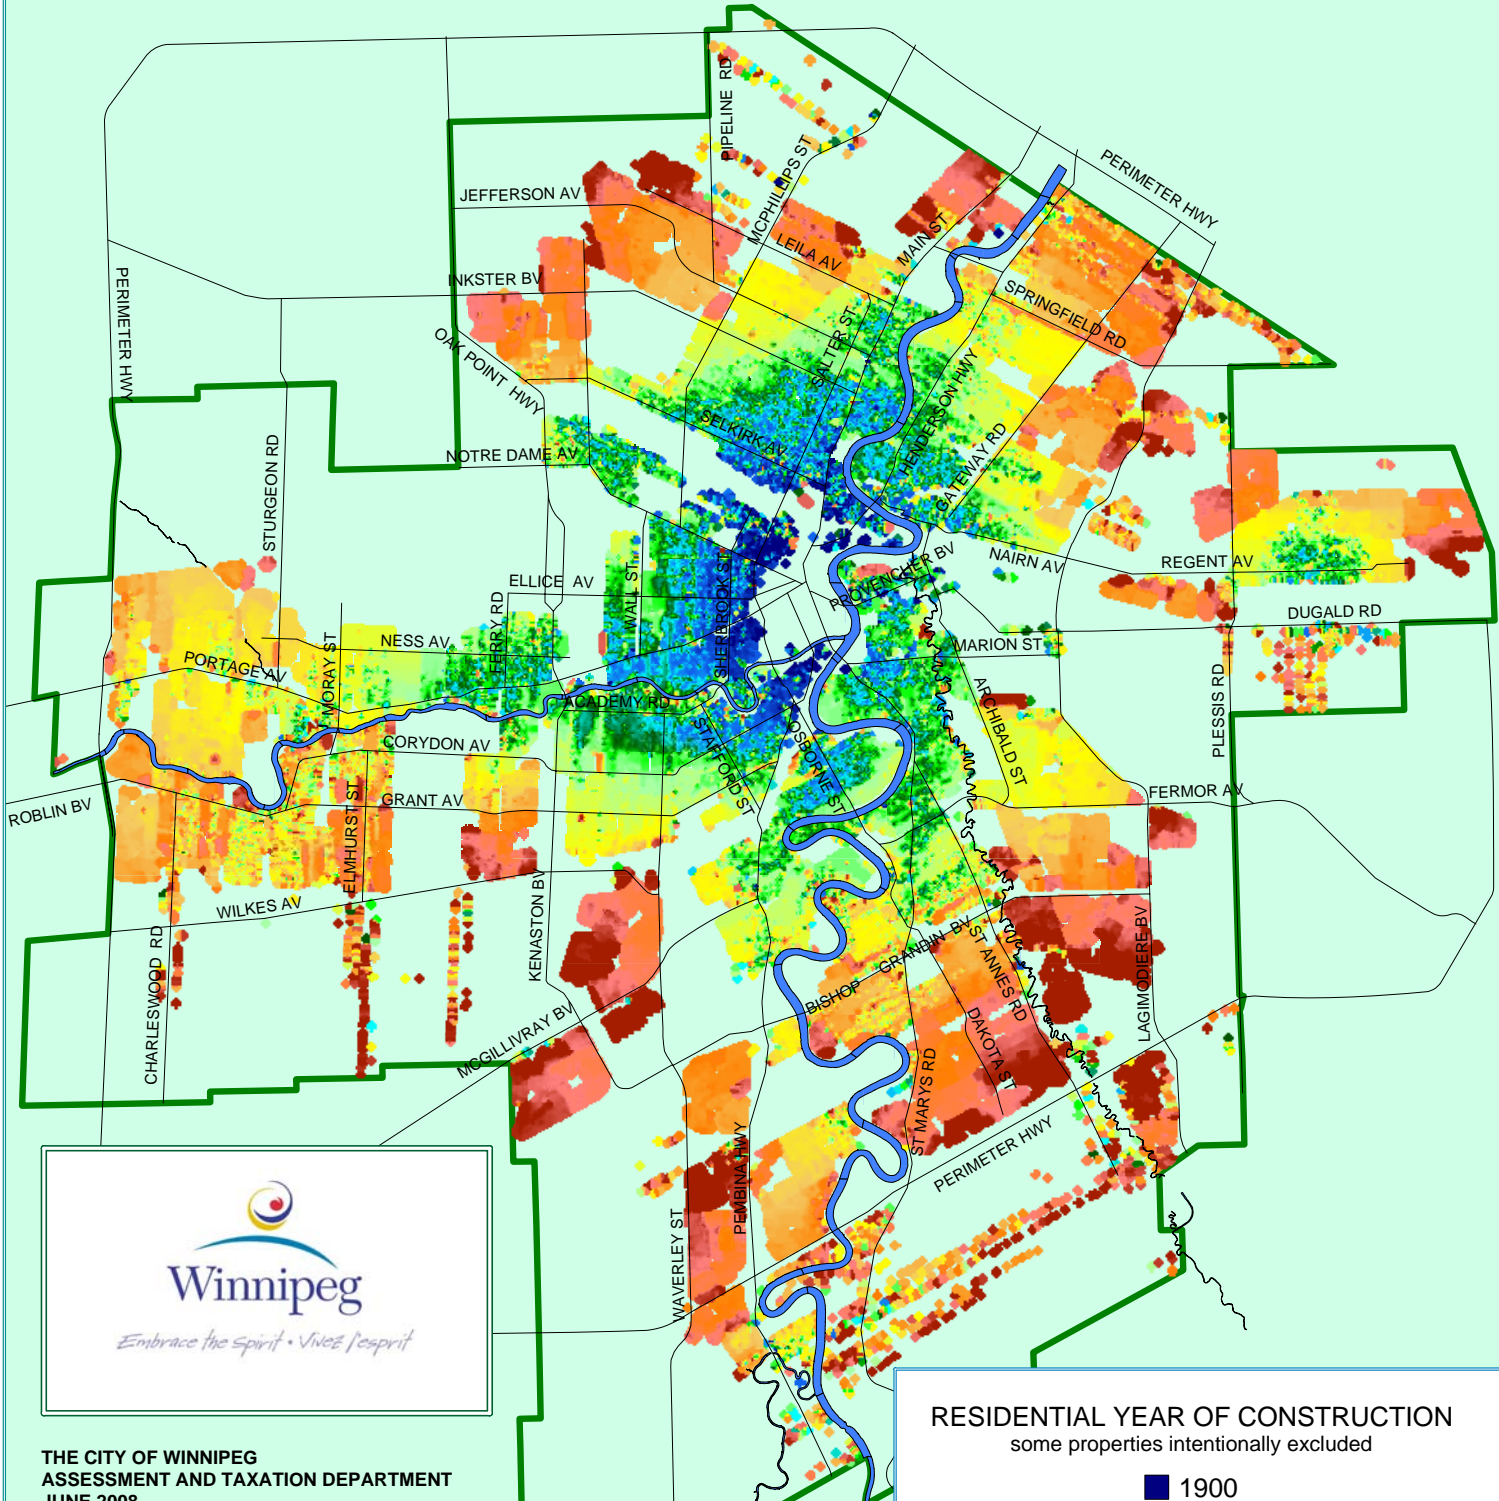 PIPELINE RD
MCPHILLIPS ST
PERIMETER HWY
JEFFERSON AV
LEILA AV
MAIN ST
INKSTER BV
PERIMETER HWY
SPRINGFIELD RD
SALTER ST
OAK POINT HWY
HENDERSON HWY
SELKIRK AV
GATEWAY RD
NOTRE DAME AV
STURGEON RD
NAIRN AV
REGENT AV
PROVENCHER BV
ELLICE AV
WALL ST
SHERBROOK ST
FERRY RD
DUGALD RD
NESS AV
MARION ST
PORTAGE AV
MORAY ST
ACADEMY RD
ARCHIBALD ST
PLESSIS RD
STAFFORD ST
OSBORNE ST
CORYDON AV
ROBLIN BV
GRANT AV
FERMOR AV
ELMHURST ST
WILKES AV
KENASTON BV
BISHOP GRANDIN BV
ST ANNES RD
LAGIMODIERE BV
CHARLESWOOD RD
MCGILLIVRAY BV
DAKOTA ST
ST MARYS RD
PERIMETER HWY
PEMBINA HWY
WAVERLEY ST
Winnipeg
Embrace the Spirit • Vivez l'esprit
THE CITY OF WINNIPEG
ASSESSMENT AND TAXATION DEPARTMENT
JUNE 2008
RESIDENTIAL YEAR OF CONSTRUCTION
some properties intentionally excluded
1900